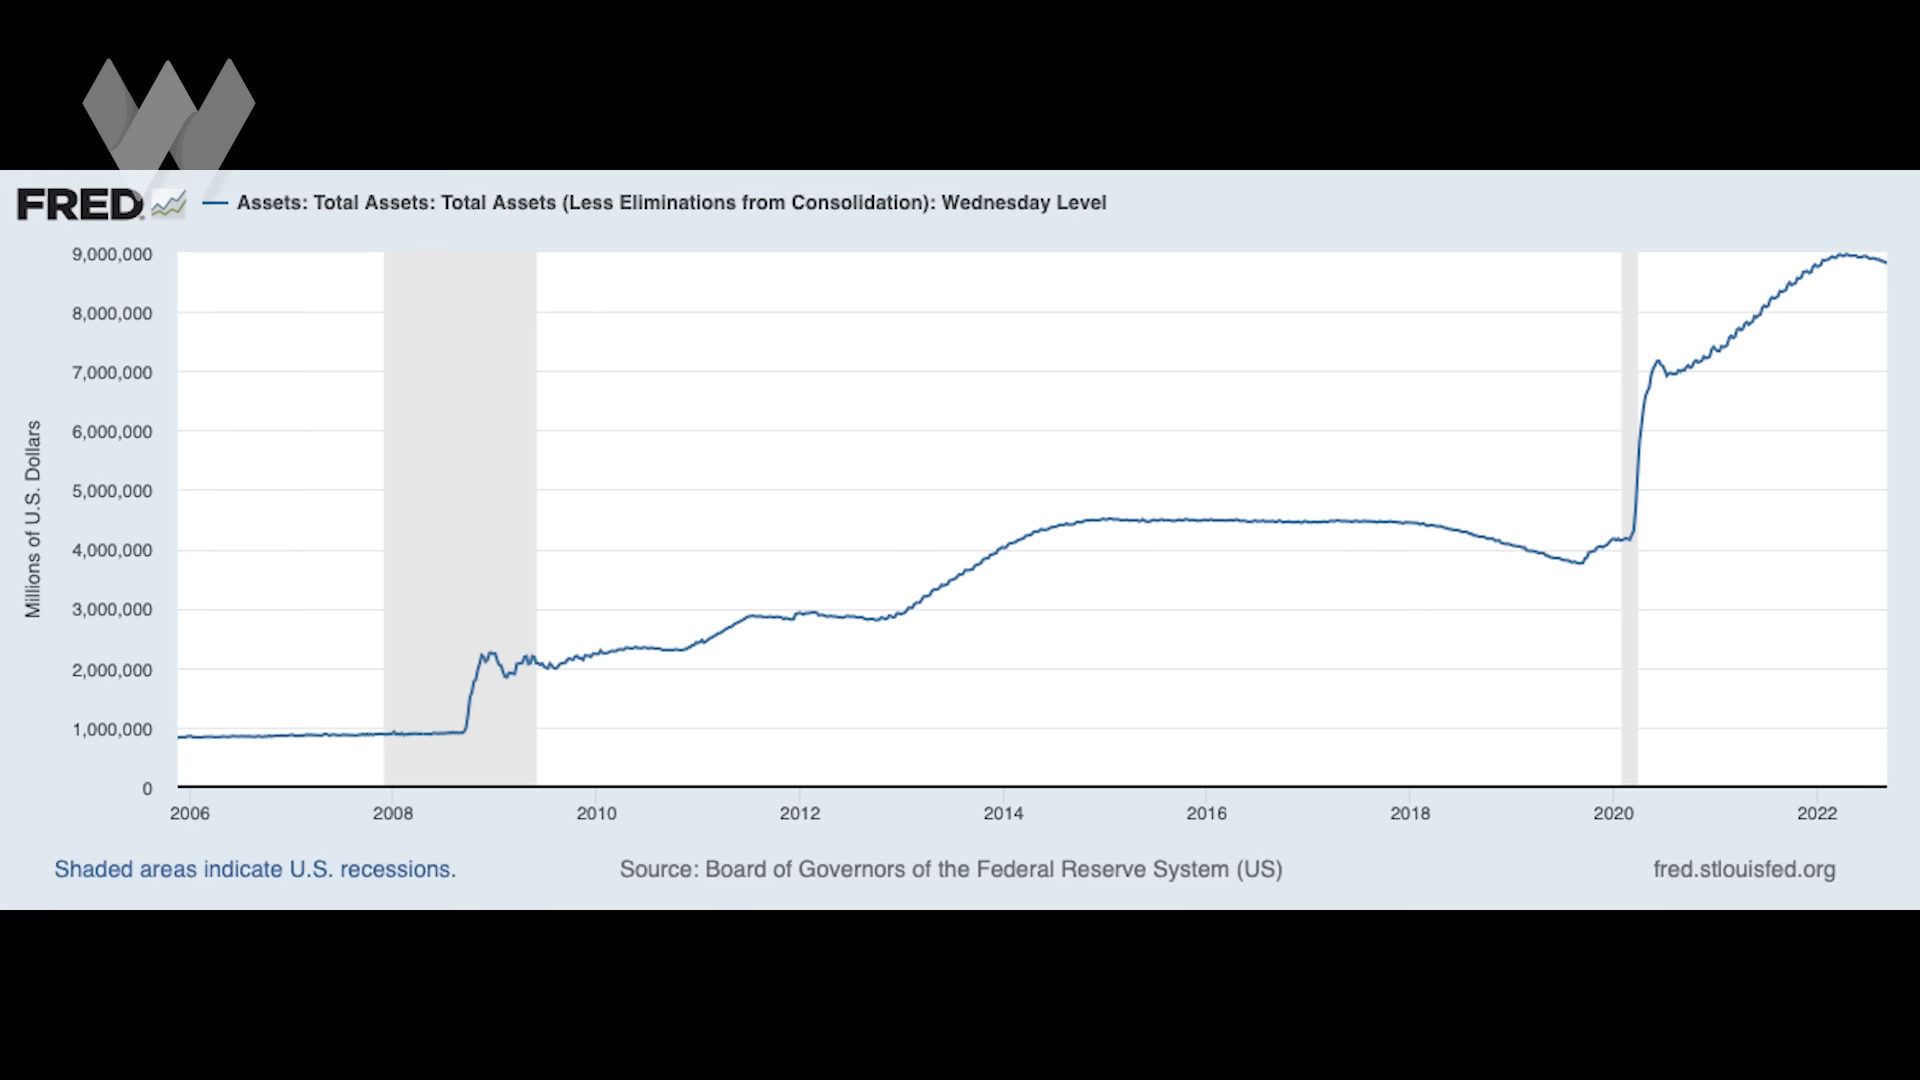 FRED
Assets: Total Assets: Total Assets (Less Eliminations from Consolidation): Wednesday Level
Millions of U.S. Dollars
9,000,000
8,000,000
7,000,000
6,000,000
5,000,000
4,000,000
3,000,000
2,000,000
1,000,000
0
2006 2008 2010 2012 2014 2016 2018 2020 2022
Shaded areas indicate U.S. recessions. Source: Board of Governors of the Federal Reserve System (US) fred.stlouisfed.org